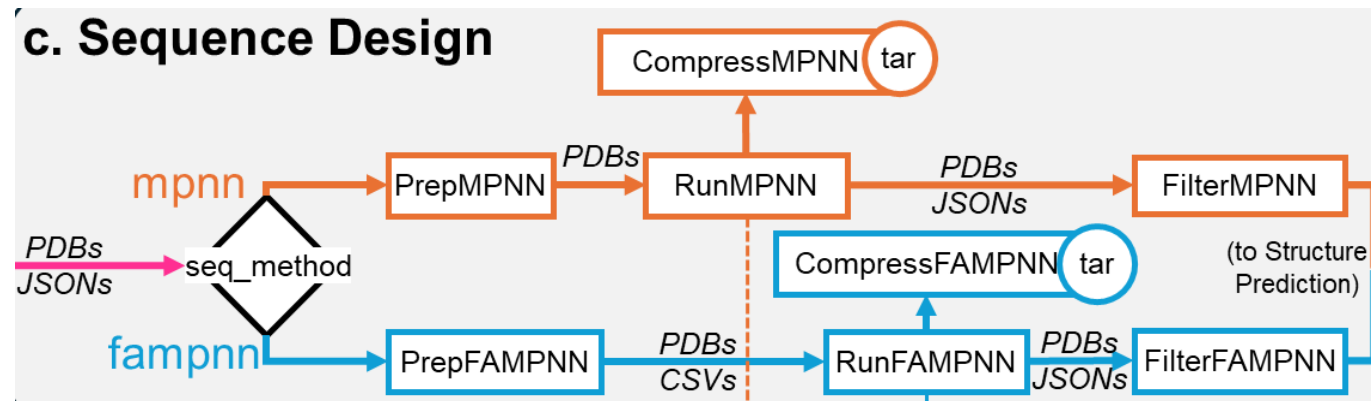 c. Sequence Design
CompressMPNN
tar
mpnn
PrepMPNN
PDBs
RunMPNN
PDBs
JSONs
FilterMPNN
PDBs
JSONs
seq_method
CompressFAMPNN
tar
(to Structure
Prediction)
fampnn
PrepFAMPNN
PDBs
CSVs
RunFAMPNN
PDBs
JSONs
FilterFAMPNN